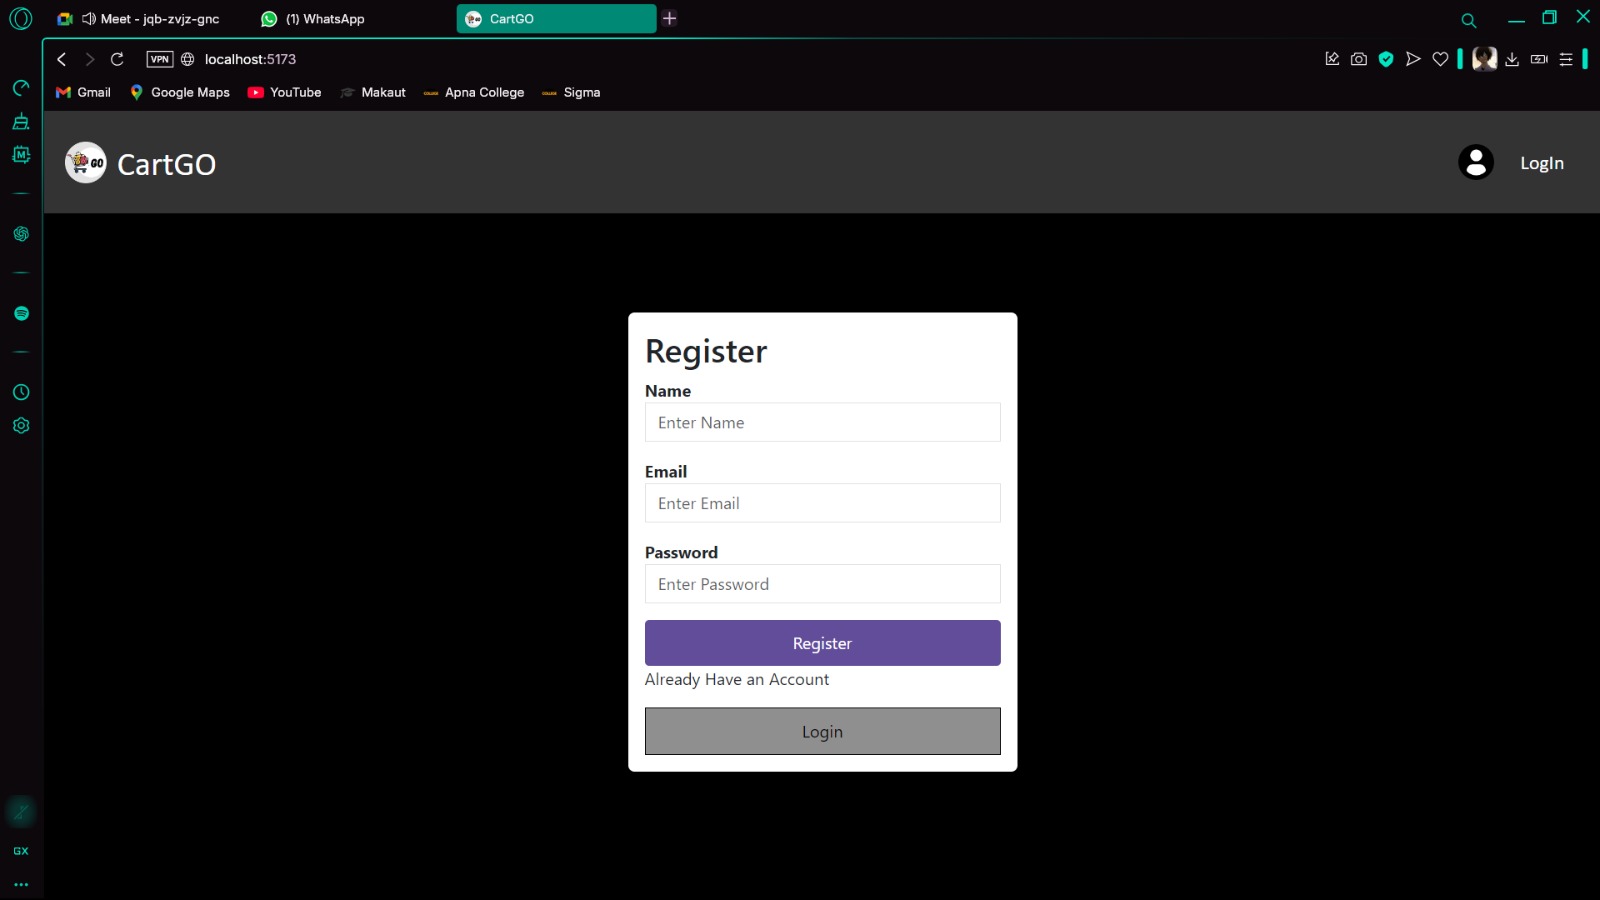 Meet - jqb-zvjz-gnc
(1) WhatsApp
CartGO
VPN
localhost:5173
Gmail
Google Maps
YouTube
Makaut
Apna College
Sigma
GO
CartGO
LogIn
Register
Name
Enter Name
Email
Enter Email
Password
Enter Password
Register
Already Have an Account
Login
M
GX